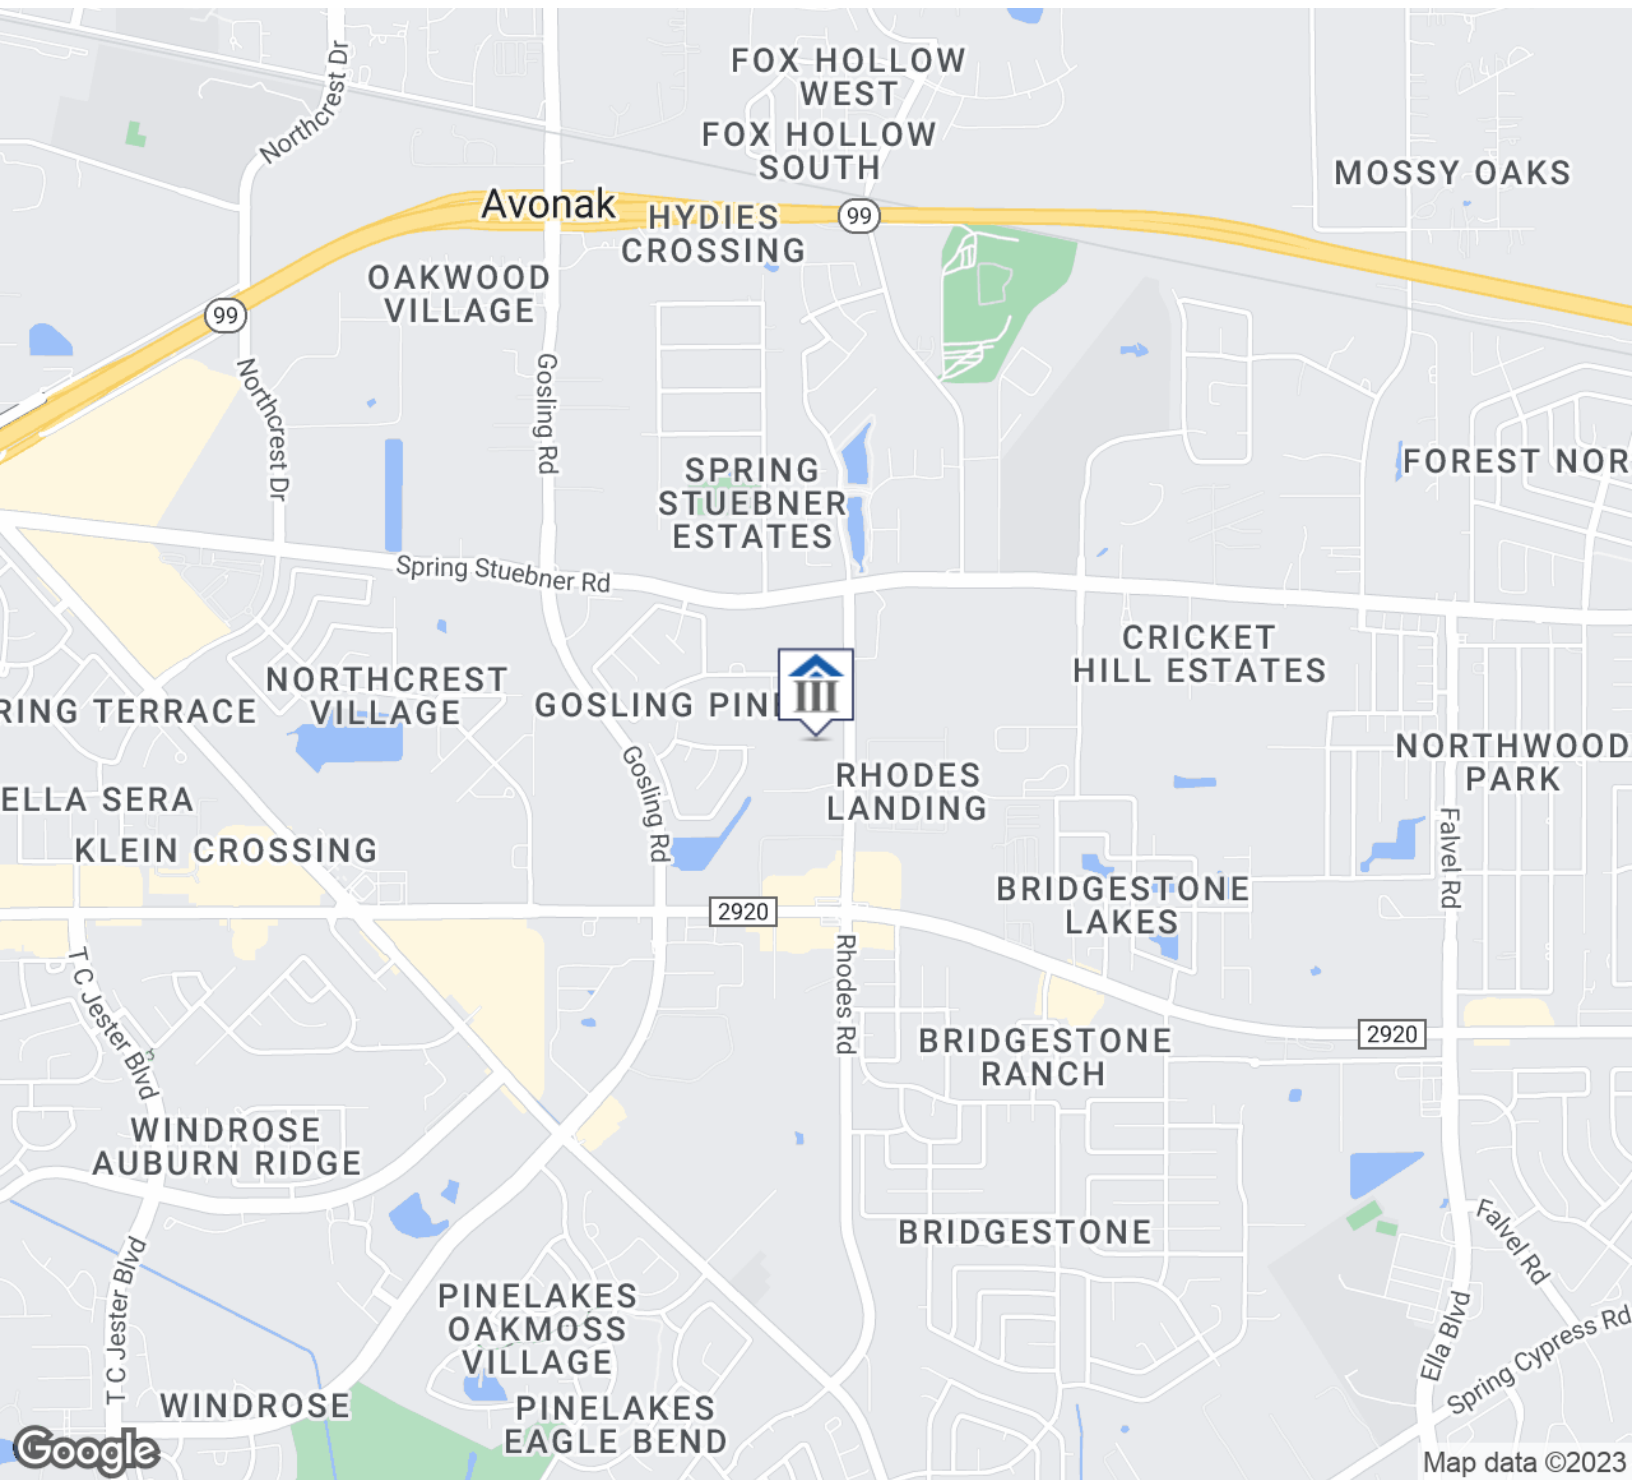 FOX HOLLOW
WEST
FOX HOLLOW
SOUTH
Northcrest Dr
MOSSY OAKS
Avonak
HYDIES
CROSSING
99
OAKWOOD
VILLAGE
99
Northcrest Dr
Gosling Rd
SPRING
STUEBNER
ESTATES
FOREST NOR
Spring Stuebner Rd
CRICKET
HILL ESTATES
NORTHCREST
VILLAGE
GOSLING PINE
RING TERRACE
NORTHWOOD
PARK
Gosling Rd
RHODES
LANDING
ELLA SERA
KLEIN CROSSING
Falvel Rd
BRIDGESTONE
LAKES
2920
Rhodes Rd
T C Jester Blvd
BRIDGESTONE
RANCH
2920
WINDROSE
AUBURN RIDGE
BRIDGESTONE
Falvel Rd
T C Jester Blvd
PINELAKES
OAKMOSS
VILLAGE
Ella Blvd
Spring Cypress Rd
WINDROSE
PINELAKES
EAGLE BEND
Google
Map data ©2023